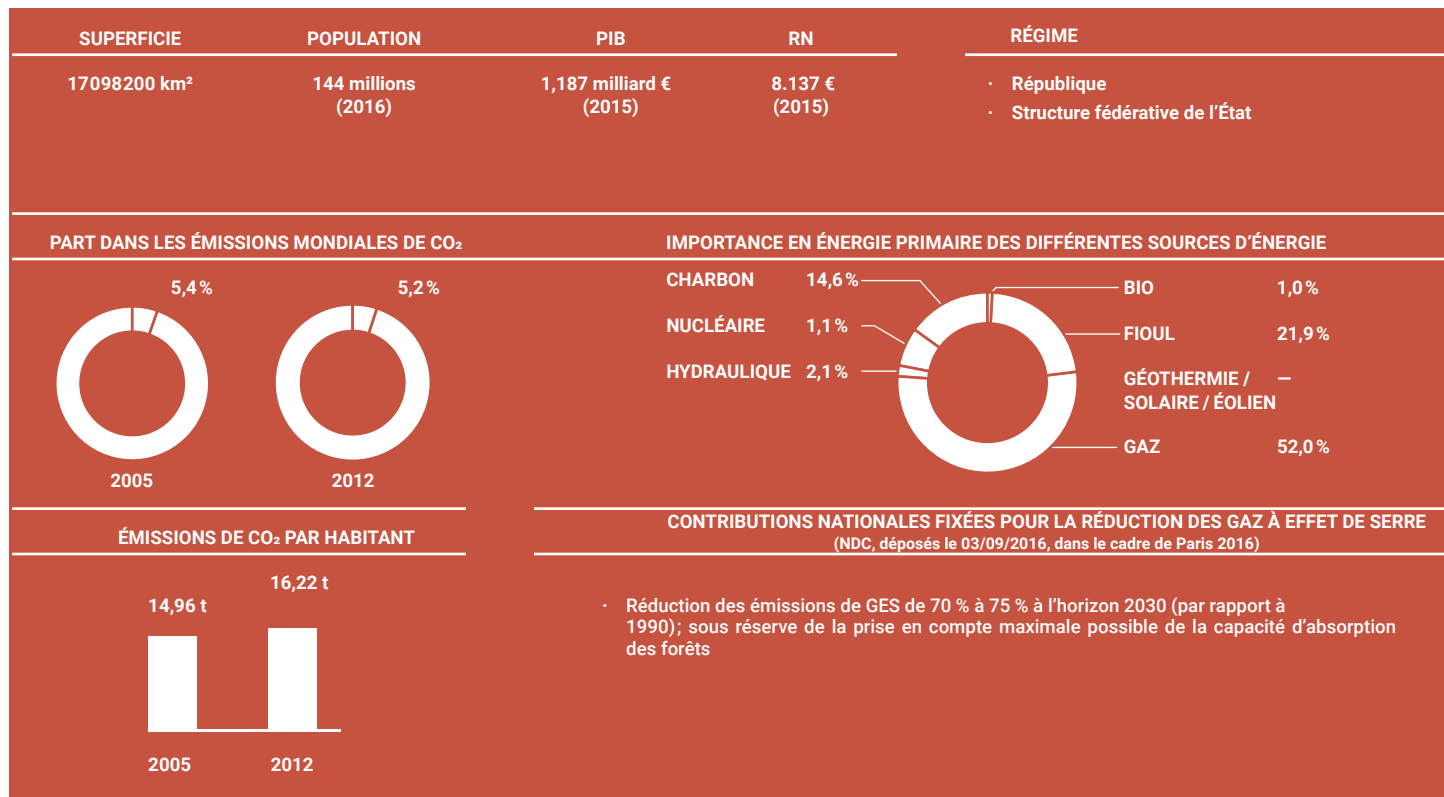 SUPERFICIE
17098200 km²
POPULATION
144 millions
(2016)
PIB
1,187 milliard €
(2015)
RN
8.137 €
(2015)
RÉGIME
· République
· Structure fédérative de l’État
PART DANS LES ÉMISSIONS MONDIALES DE CO₂
5,4 %
2005
5,2 %
2012
IMPORTANCE EN ÉNERGIE PRIMAIRE DES DIFFÉRENTES SOURCES D’ÉNERGIE
CHARBON 14,6 %
NUCLÉAIRE 1,1 %
HYDRAULIQUE 2,1 %
BIO 1,0 %
FIOUL 21,9 %
GÉOTHERMIE / —
SOLAIRE / ÉOLIEN
GAZ 52,0 %
ÉMISSIONS DE CO₂ PAR HABITANT
14,96 t
16,22 t
2005
2012
CONTRIBUTIONS NATIONALES FIXÉES POUR LA RÉDUCTION DES GAZ À EFFET DE SERRE
(NDC, déposés le 03/09/2016, dans le cadre de Paris 2016)
· Réduction des émissions de GES de 70 % à 75 % à l’horizon 2030 (par rapport à
1990); sous réserve de la prise en compte maximale possible de la capacité d’absorption
des forêts